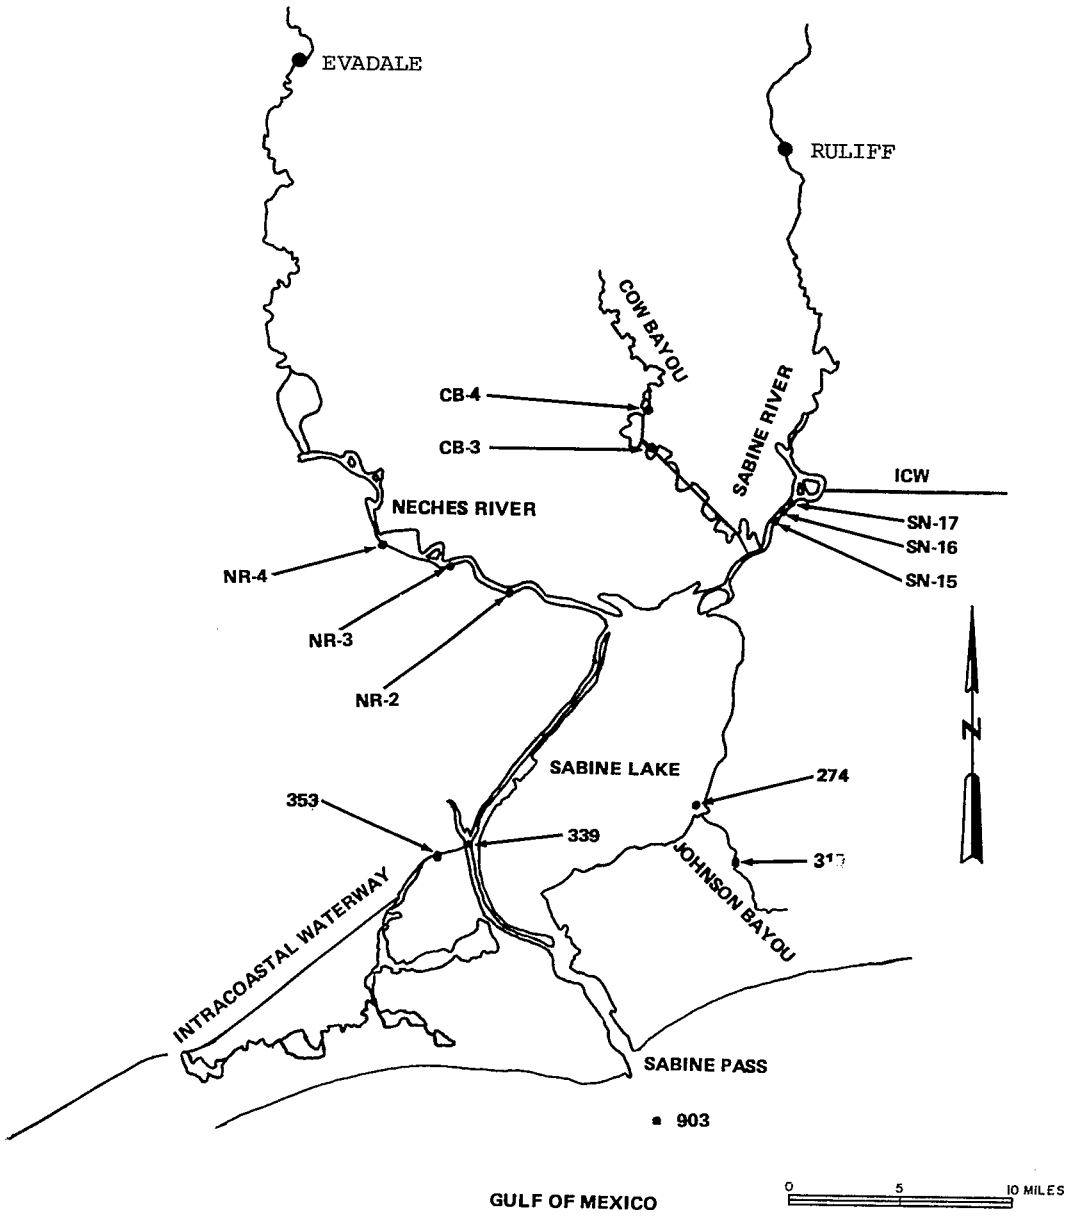 EVADALE
RULIFF
COW BAYOU
CB-4
SABINE RIVER
CB-3
ICW
NECHES RIVER
SN-17
SN-16
NR-4
SN-15
NR-3
NR-2
N
SABINE LAKE
274
353
339
JOHNSON BAYOU
INTRACOASTAL WATERWAY
SABINE PASS
903
0 5 10 MILES
GULF OF MEXICO